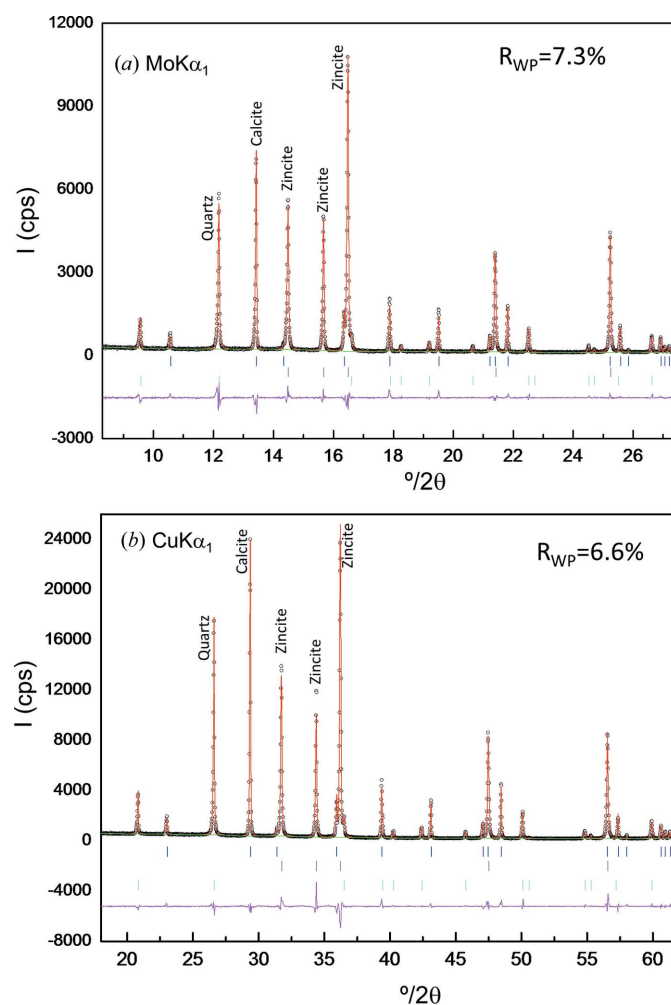 12000
(a) MoKα₁
Zincite
R_WP=7.3%
9000
Calcite
Quartz
Zincite
Zincite
6000
I (cps)
3000
0
-3000
10 12 14 16 18 20 22 24 26
º/2θ
24000
(b) CuKα₁
Calcite
Zincite
R_WP=6.6%
20000
Quartz
Zincite
Zincite
16000
12000
I (cps)
8000
4000
0
-4000
-8000
20 25 30 35 40 45 50 55 60
º/2θ